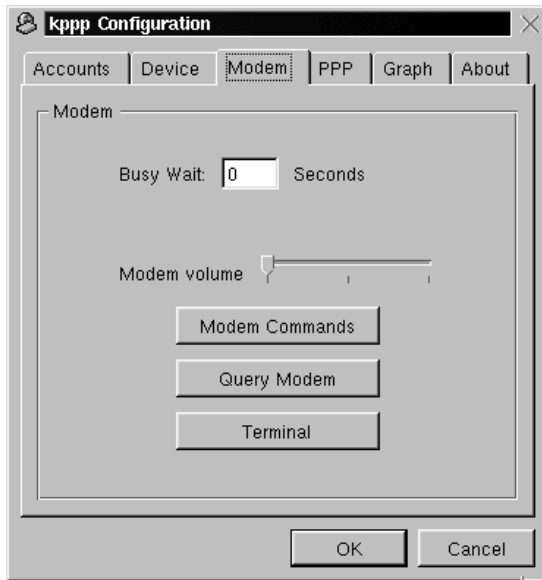 kppp Configuration
Accounts Device Modem PPP Graph About
Modem
Busy Wait: 0 Seconds
Modem volume
Modem Commands
Query Modem
Terminal
OK Cancel